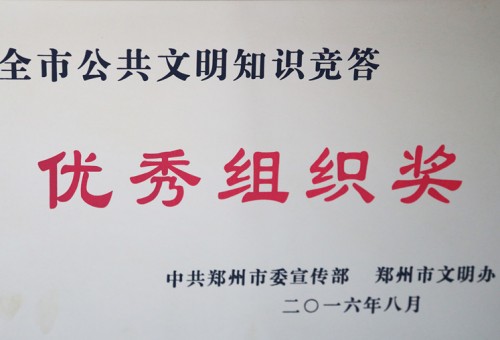 全市公共文明知识竞答
优秀组织奖
中共郑州市委宣传部 郑州市文明办
二〇一六年八月